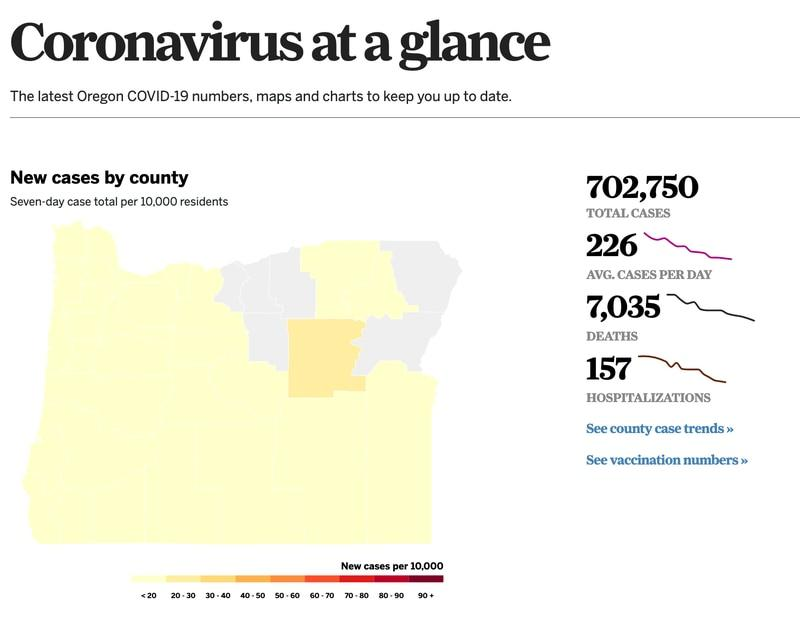 Coronavirus at a glance
The latest Oregon COVID-19 numbers, maps and charts to keep you up to date.
New cases by county
Seven-day case total per 10,000 residents
702,750
TOTAL CASES
226
AVG. CASES PER DAY
7,035
DEATHS
157
HOSPITALIZATIONS
See county case trends »
See vaccination numbers »
New cases per 10,000
< 20 20 - 30 30 - 40 40 - 50 50 - 60 60 - 70 70 - 80 80 - 90 90 +